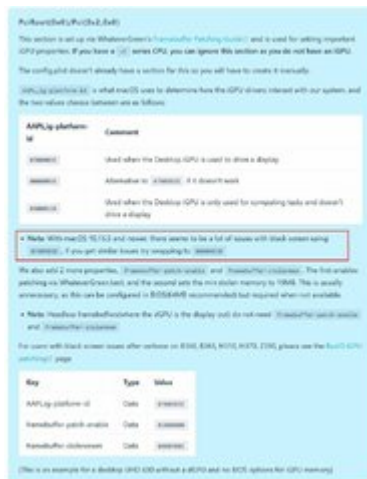 PciRoot(0x0)/Pci(0x2,0x0)
This section is set up via WhateverGreen's Framebuffer Patching Guide and is used for setting important
iGPU properties. If you have a series CPU, you can ignore this section as you do not have an iGPU.
The config.plist doesn't already have a section for this so you will have to create it manually.
AAPL,ig-platform-id is what macOS uses to determine how the iGPU drivers interact with our system, and
the two values choose between are as follows:
AAPL,ig-platform-id Comment
Used when the Desktop iGPU is used to drive a display
Alternative to if it doesn't work
Used when the Desktop iGPU is only used for computing tasks and doesn't
drive a display
• Note: With macOS 10.15.5 and newer, there seems to be a lot of issues with black screen using
, if you get similar issues try swapping to
We also add 2 more properties, framebuffer-patch-enable and framebuffer-stolenmem. The first enables
patching via WhateverGreen.kext, and the second sets the min stolen memory to 19MB. This is usually
unnecessary, as this can be configured in BIOS(64MB recommended) but required when not available.
• Note: Headless framebuffers(where the dGPU is the display out) do not need framebuffer-patch-enable
and framebuffer-stolenmem
For users with black screen issues after verbose on B360, B365, H310, H370, Z390, please see the BusID iGPU
patching page
Key Type Value
AAPL,ig-platform-id Data
framebuffer-patch-enable Data
framebuffer-stolenmem Data
(This is an example for a desktop UHD 630 without a dGPU and no BIOS options for iGPU memory)